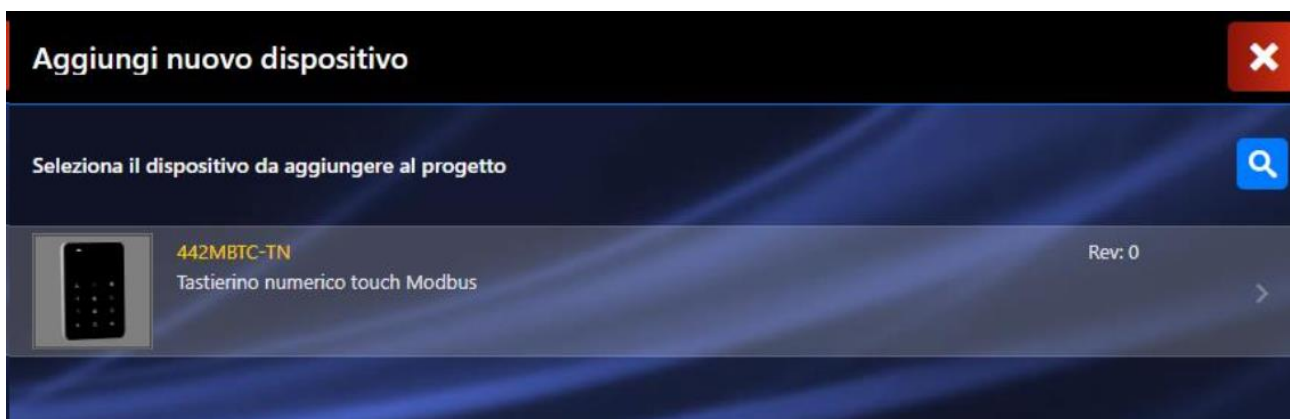 Aggiungi nuovo dispositivo
Seleziona il dispositivo da aggiungere al progetto
442MBTC-TN
Rev: 0
Tastierino numerico touch Modbus